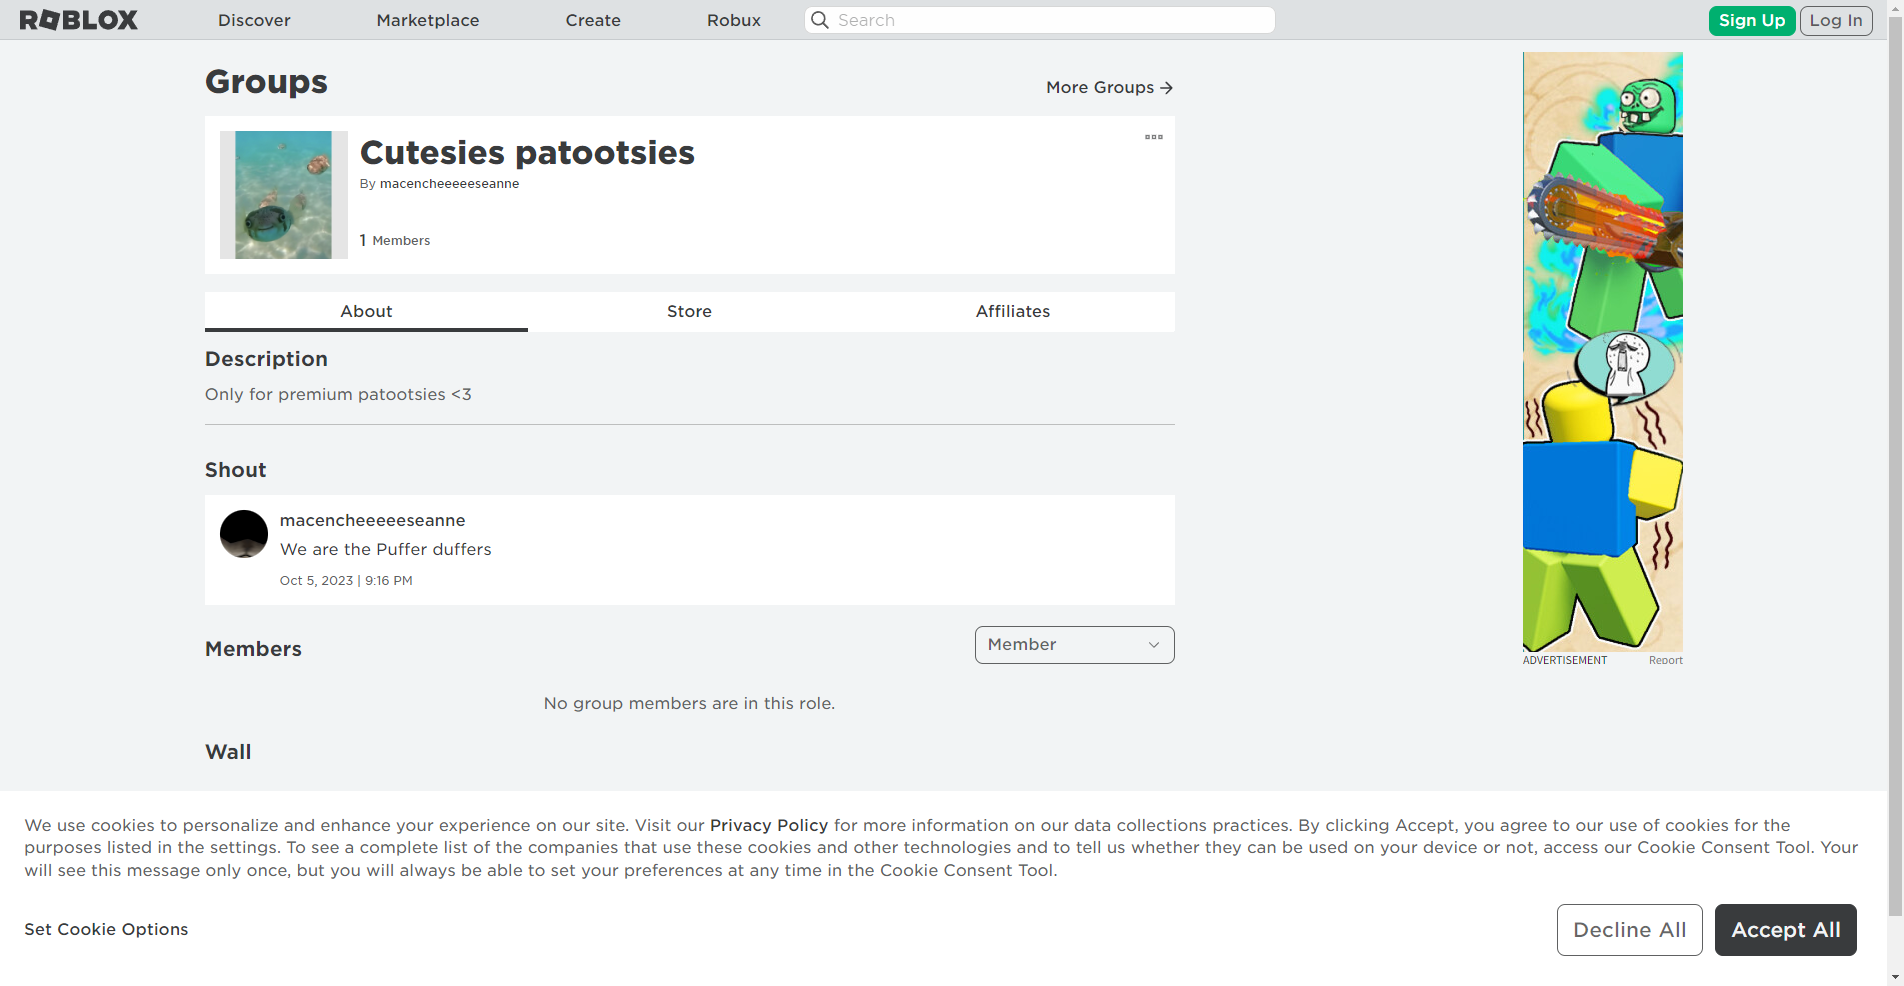 ROBLOX Discover Marketplace Create Robux Search Sign Up Log In
Groups
More Groups
Cutesies patootsies
By macencheeeeeseanne
1 Members
About Store Affiliates
Description
Only for premium patootsies <3
Shout
macencheeeeeseanne
We are the Puffer duffers
Oct 5, 2023 | 9:16 PM
Members
Member
No group members are in this role.
Wall
ADVERTISEMENT Report
We use cookies to personalize and enhance your experience on our site. Visit our Privacy Policy for more information on our data collections practices. By clicking Accept, you agree to our use of cookies for the
purposes listed in the settings. To see a complete list of the companies that use these cookies and other technologies and to tell us whether they can be used on your device or not, access our Cookie Consent Tool. Your
will see this message only once, but you will always be able to set your preferences at any time in the Cookie Consent Tool.
Set Cookie Options
Decline All
Accept All